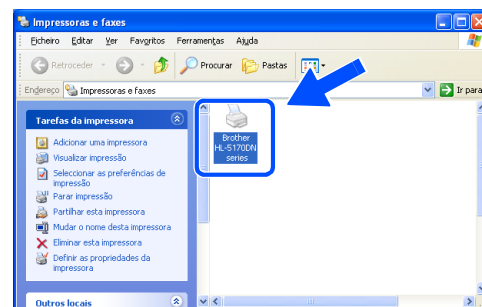 Impressoras e faxes
Ficheiro Editar Ver Favoritos Ferramentas Ajuda
Retroceder Procurar Pastas
Endereço Impressoras e faxes Ir para
Tarefas da impressora
Adicionar uma impressora
Visualizar impressão
Seleccionar as preferências de
impressão
Parar impressão
Partilhar esta impressora
Mudar o nome desta impressora
Eliminar esta impressora
Definir as propriedades da
impressora
Outros locais
Brother
HL-5170DN
series